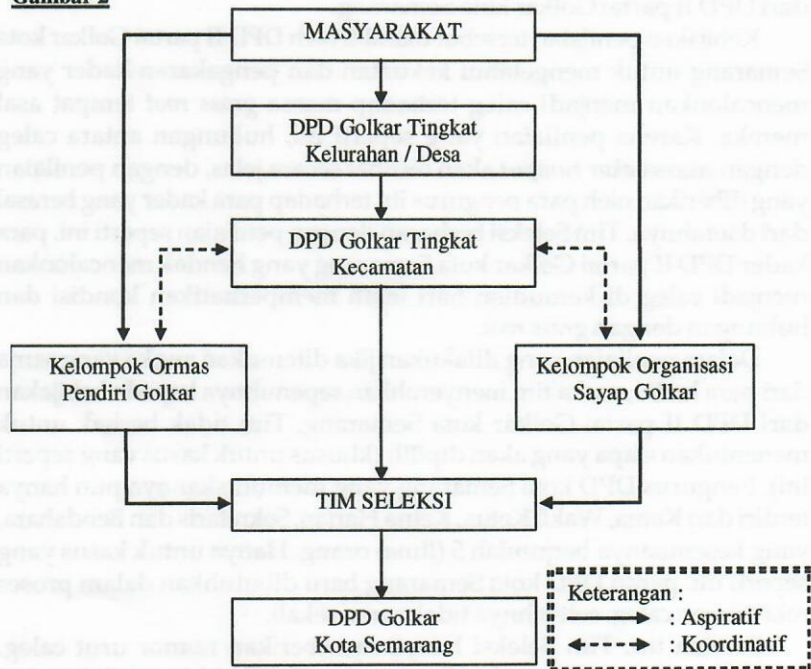 Gambar 2
MASYARAKAT
DPD Golkar Tingkat
Kelurahan / Desa
DPD Golkar Tingkat
Kecamatan
Kelompok Ormas
Pendiri Golkar
Kelompok Organisasi
Sayap Golkar
TIM SELEKSI
DPD Golkar
Kota Semarang
Keterangan :
: Aspiratif
: Koordinatif